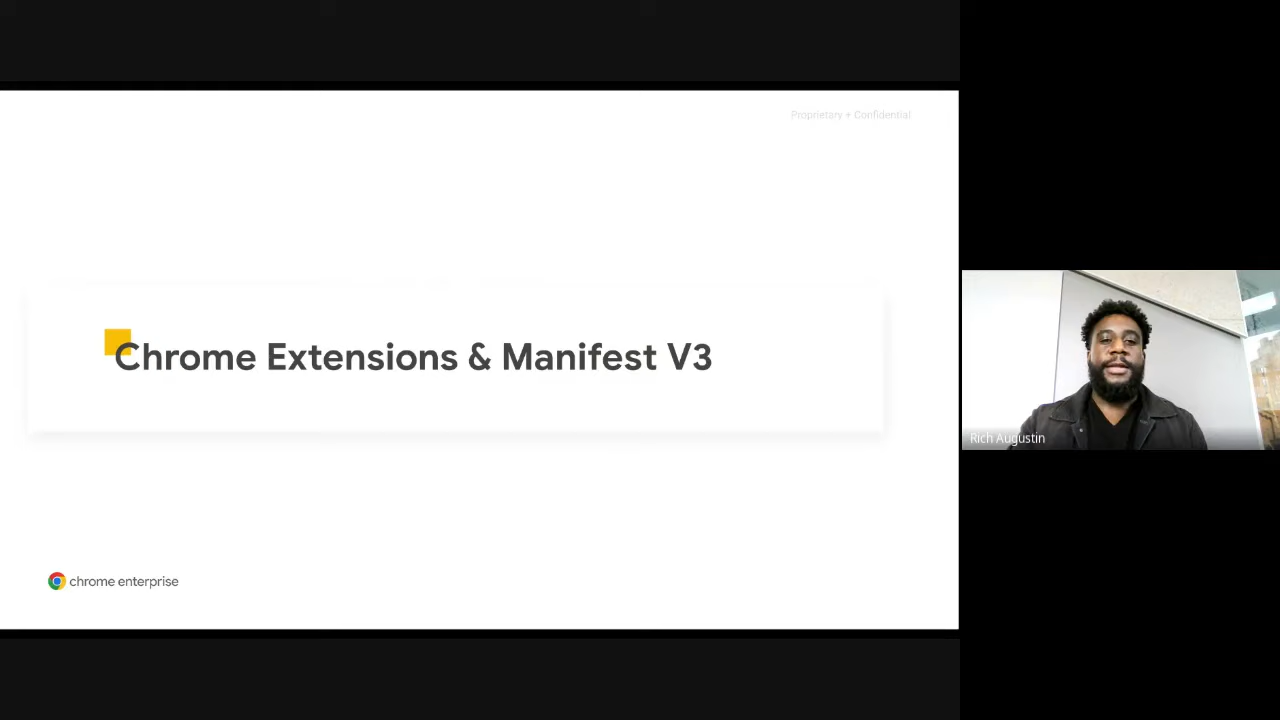 Proprietary + Confidential
Chrome Extensions & Manifest V3
Rich Augustin
chrome enterprise